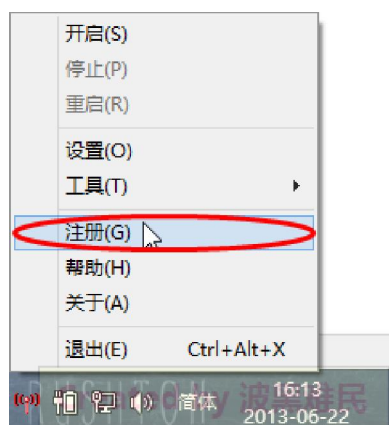 开启(S)
停止(P)
重启(R)
设置(O)
工具(T)
注册(G)
帮助(H)
关于(A)
退出(E) Ctrl+Alt+X
简体 16:13
2013-06-22